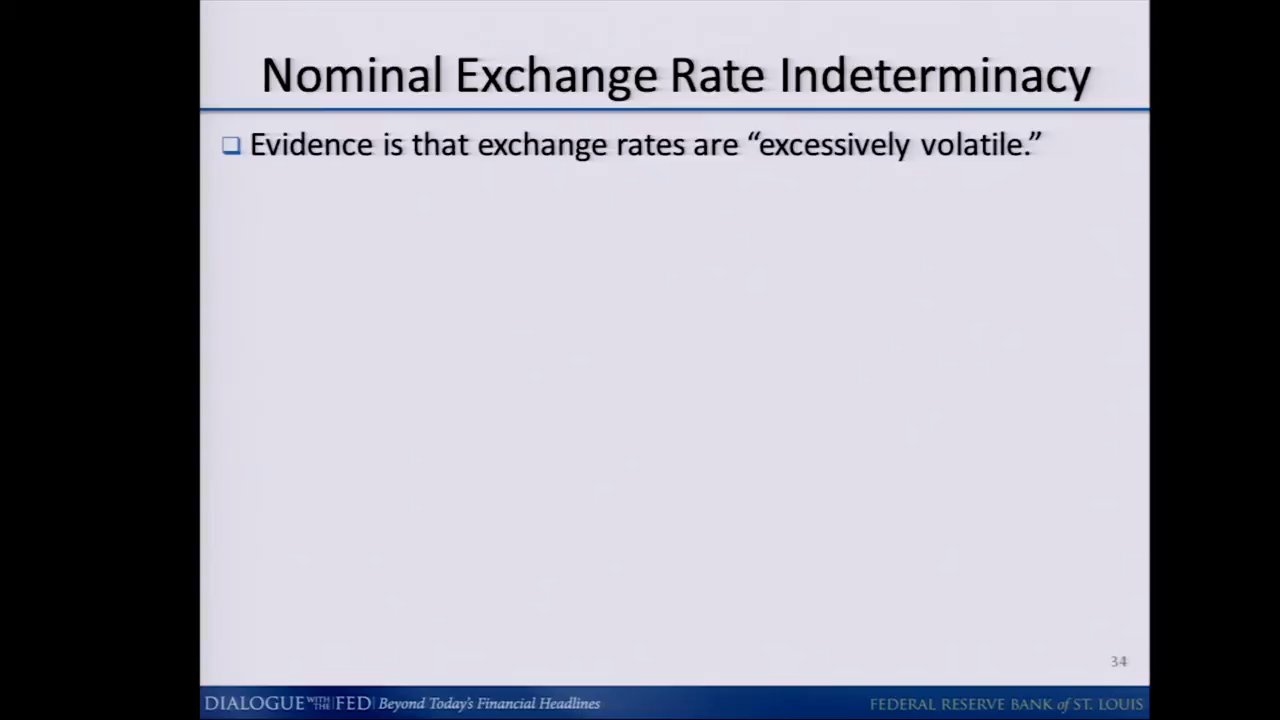 Nominal Exchange Rate Indeterminacy
❑ Evidence is that exchange rates are “excessively volatile.”
34
DIALOGUE WITH THE FED Beyond Today's Financial Headlines
FEDERAL RESERVE BANK of ST. LOUIS